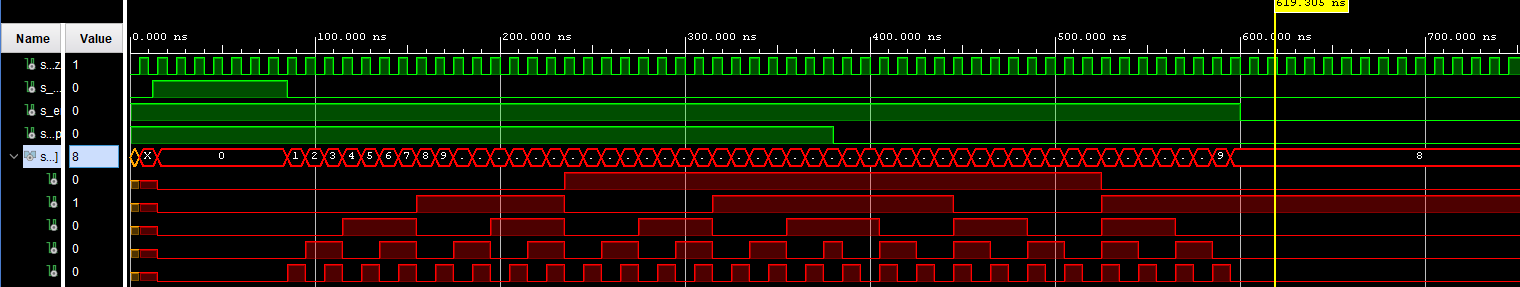 619.305 ns
Name Value
0.000 ns 100.000 ns 200.000 ns 300.000 ns 400.000 ns 500.000 ns 600.000 ns 700.000 ns
s...z 1
s_... 0
s_e 0
s...p 0
s...] 8 X 0 1 2 3 4 5 6 7 8 9 . . . . . . . . . . . . . . . . . . . . . . . . . . . . . . . . . . . . . . . . . 9 8
0
1
0
0
0